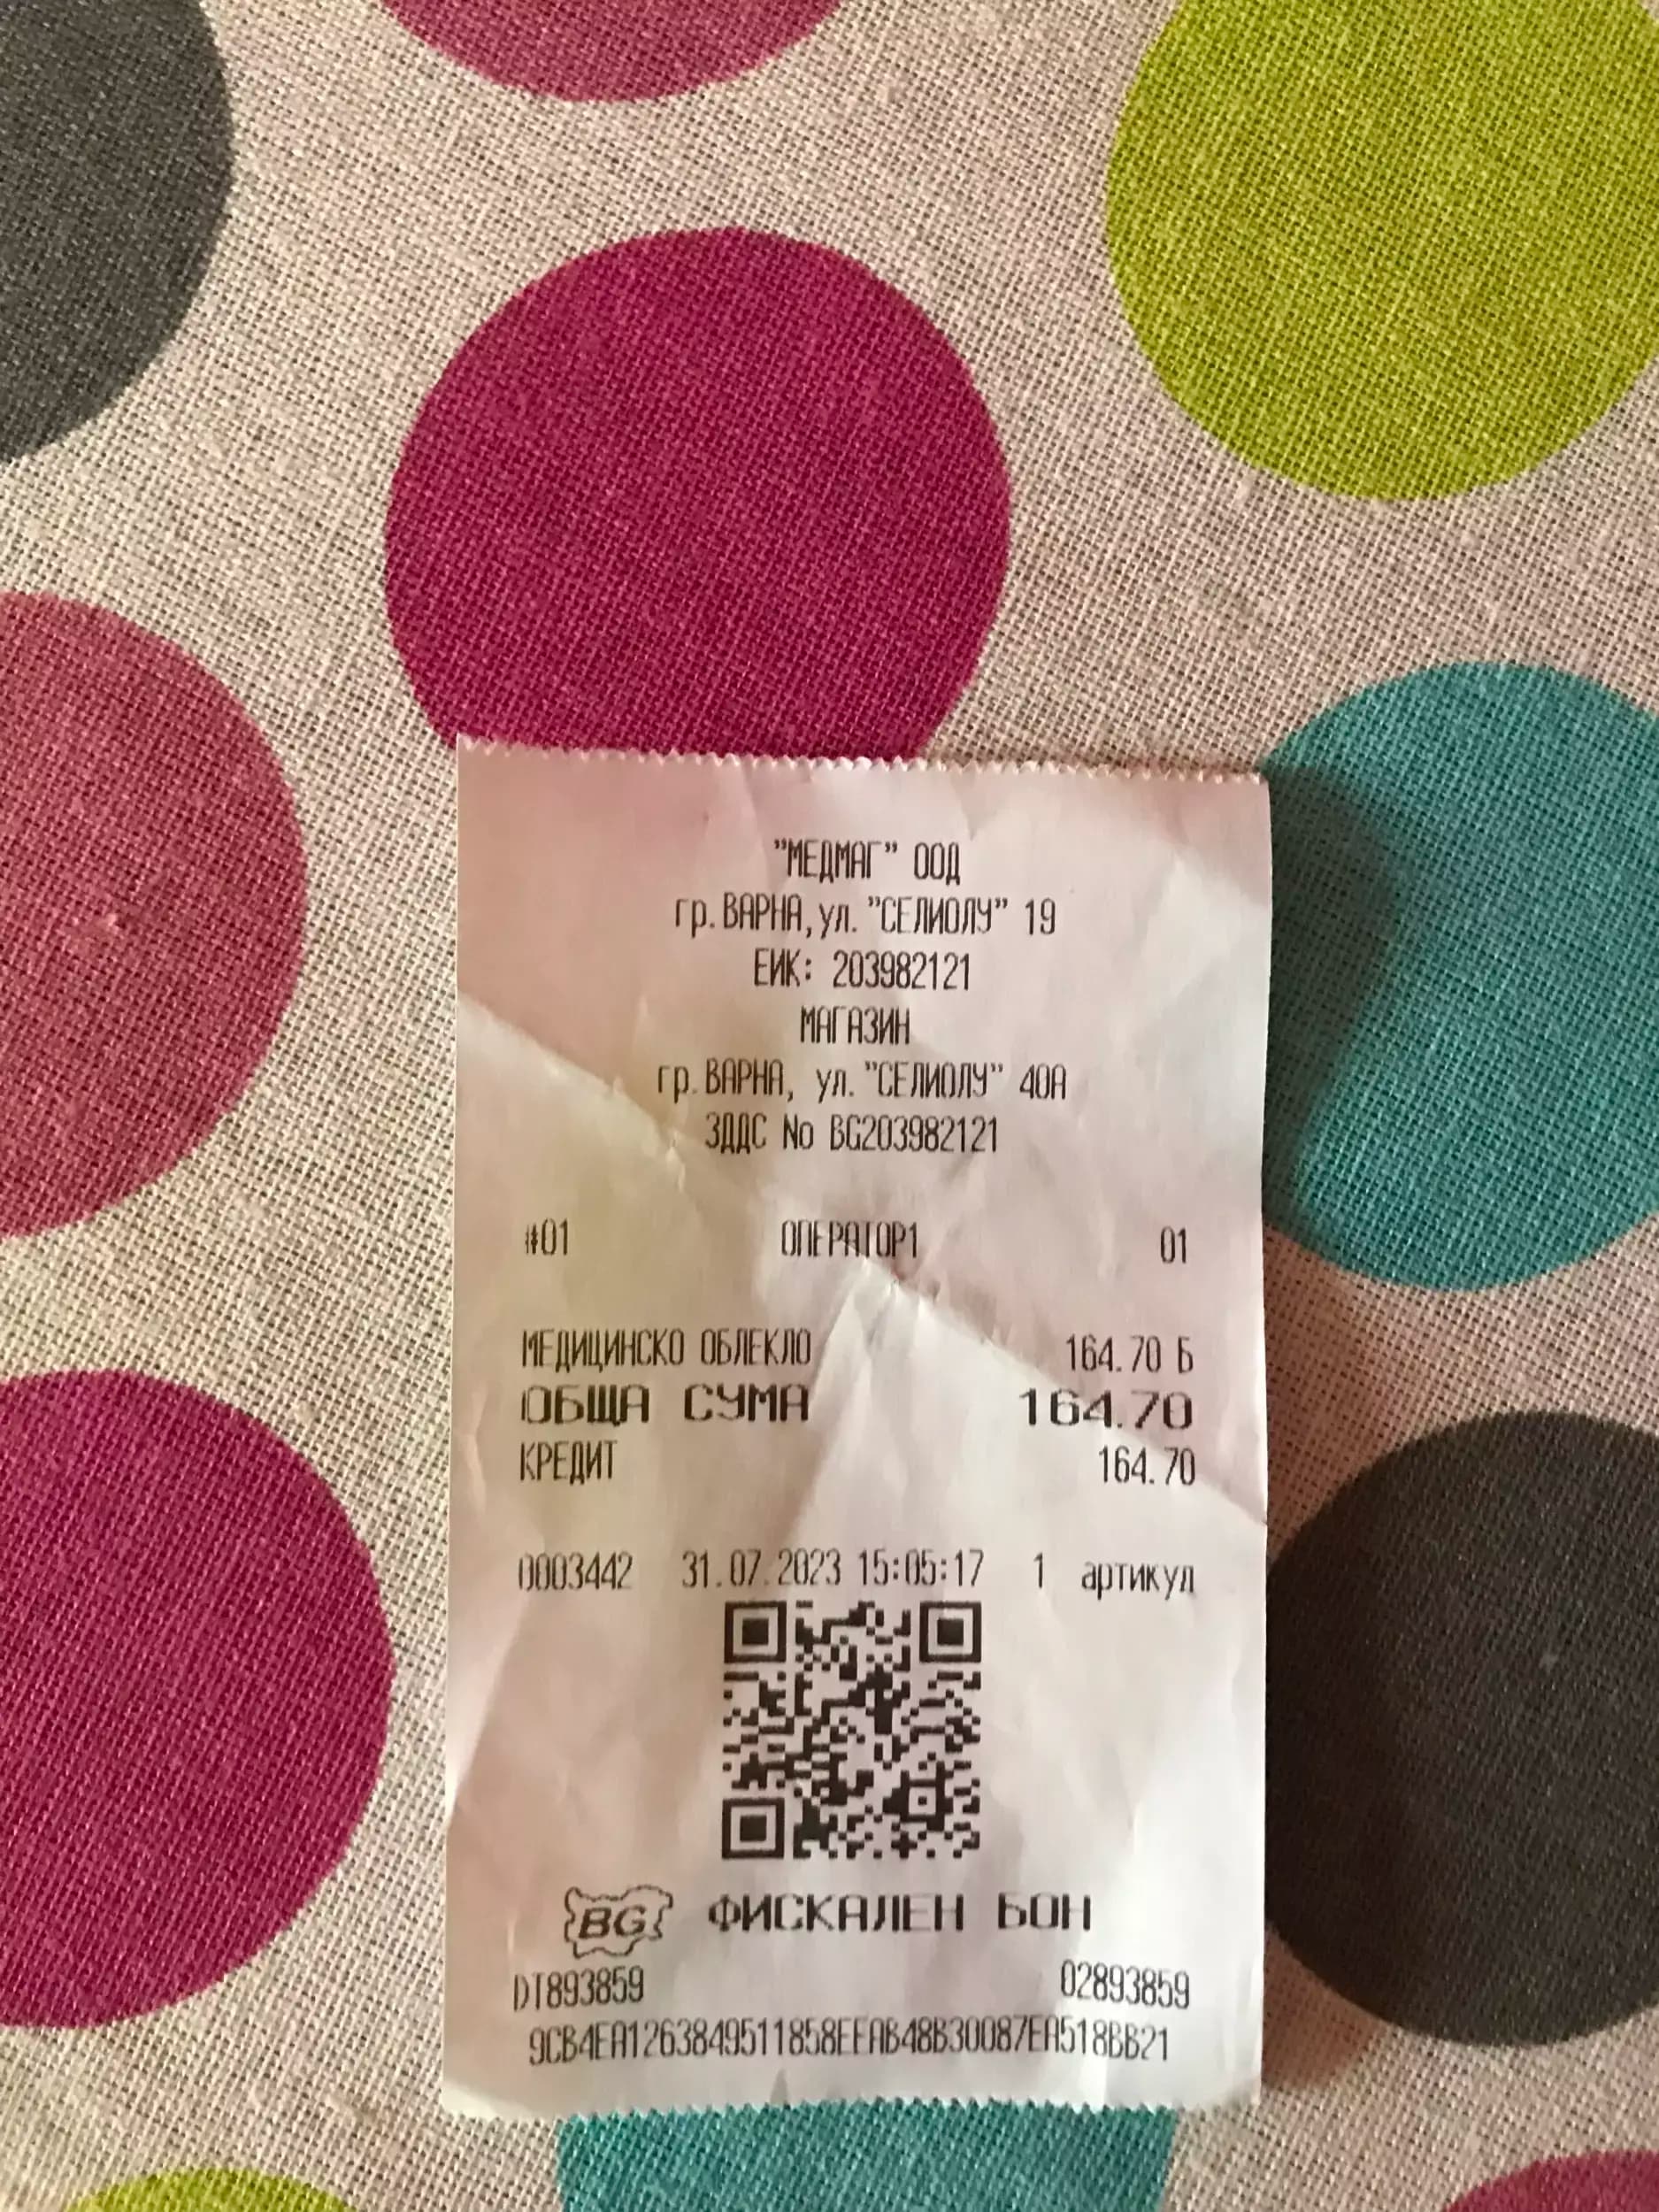 "МЕДМАГ" ООД
гр.ВАРНА,ул."СЕЛИОЛУ" 19
ЕИК: 203982121
МАГАЗИН
гр.ВАРНА, ул."СЕЛИОЛУ" 40А
ЗДДС No BG203982121
#01 ОПЕРАТОР1 01
МЕДИЦИНСКО ОБЛЕКЛО 164.70 Б
ОБЩА СУМА 164.70
КРЕДИТ 164.70
0003442 31.07.2023 15:05:17 1 артикул
BG ФИСКАЛЕН БОН
DT893859 02893859
9CB4EA1263849511858EFAB48B30087EA518BB21